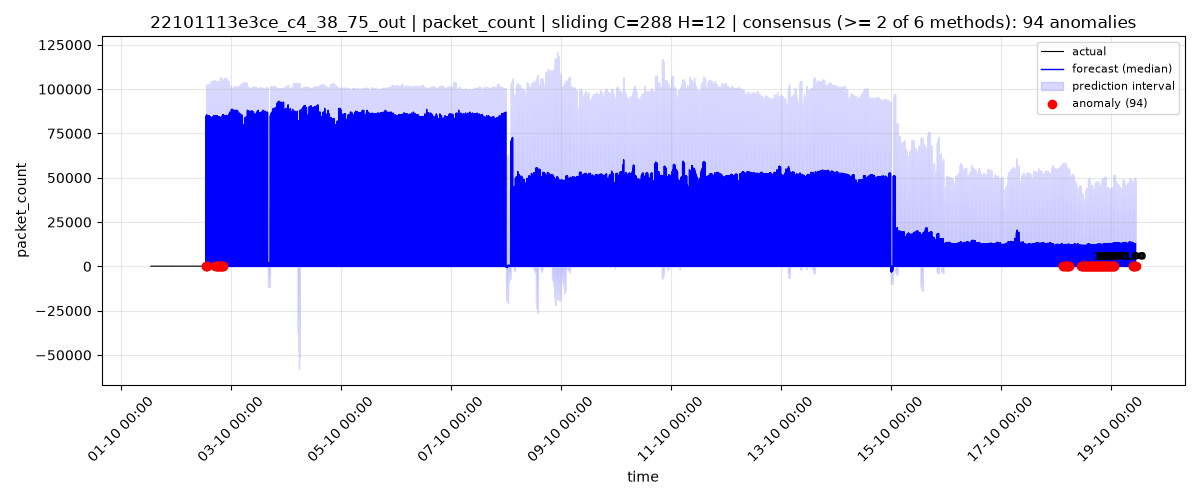 22101113e3ce_c4_38_75_out | packet_count | sliding C=288 H=12 | consensus (>= 2 of 6 methods): 94 anomalies
125000
100000
75000
50000
25000
0
−25000
−50000
packet_count
actual
forecast (median)
prediction interval
anomaly (94)
01-10 00:00
03-10 00:00
05-10 00:00
07-10 00:00
09-10 00:00
11-10 00:00
13-10 00:00
15-10 00:00
17-10 00:00
19-10 00:00
time